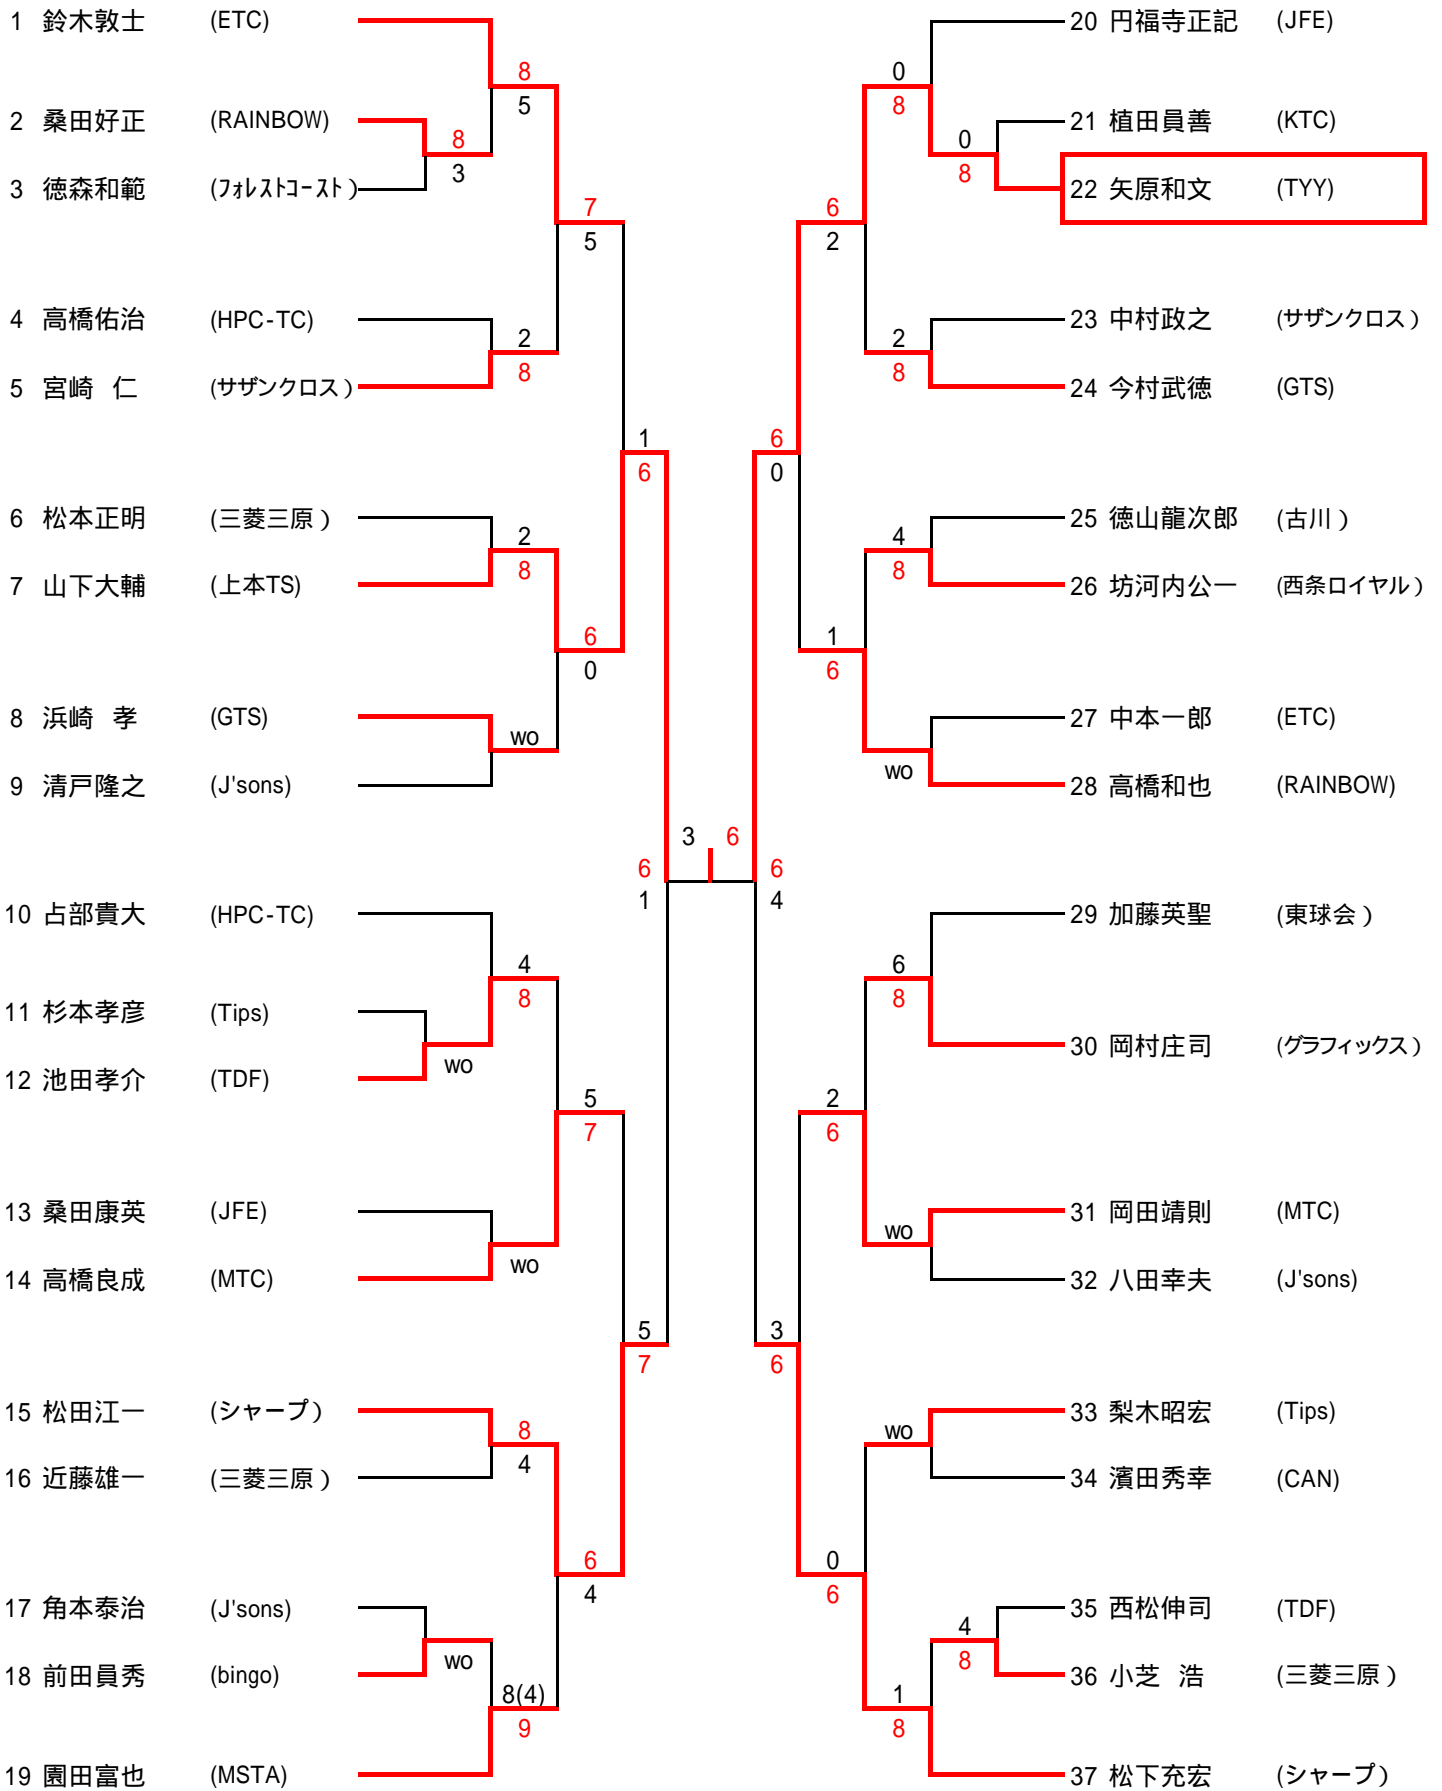 1 鈴木敦士 (ETC)
8
5
2 桑田好正 (RAINBOW)
8
3
3 徳森和範 (ﾌｫﾚｽﾄｺｰｽﾄ)
7
5
4 高橋佑治 (HPC-TC)
2
8
5 宮崎 仁 (サザンクロス)
1
6
6 松本正明 (三菱三原)
2
8
7 山下大輔 (上本TS)
6
0
8 浜崎 孝 (GTS)
wo
9 清戸隆之 (J'sons)
6
1
10 占部貴大 (HPC-TC)
4
8
11 杉本孝彦 (Tips)
wo
12 池田孝介 (TDF)
5
7
13 桑田康英 (JFE)
wo
14 高橋良成 (MTC)
5
7
15 松田江一 (シャープ)
8
4
16 近藤雄一 (三菱三原)
6
4
17 角本泰治 (J'sons)
wo
18 前田員秀 (bingo)
8(4)
9
19 園田富也 (MSTA)
3 6
20 円福寺正記 (JFE)
0
8
21 植田員善 (KTC)
0
8
22 矢原和文 (TYY)
6
2
23 中村政之 (サザンクロス)
2
8
24 今村武徳 (GTS)
6
0
25 徳山龍次郎 (古川)
4
8
26 坊河内公一 (西条ロイヤル)
1
6
27 中本一郎 (ETC)
wo
28 高橋和也 (RAINBOW)
6
4
29 加藤英聖 (東球会)
6
8
30 岡村庄司 (グラフィックス)
2
6
31 岡田靖則 (MTC)
wo
32 八田幸夫 (J'sons)
3
6
33 梨木昭宏 (Tips)
wo
34 濱田秀幸 (CAN)
0
6
35 西松伸司 (TDF)
4
8
36 小芝 浩 (三菱三原)
1
8
37 松下充宏 (シャープ)